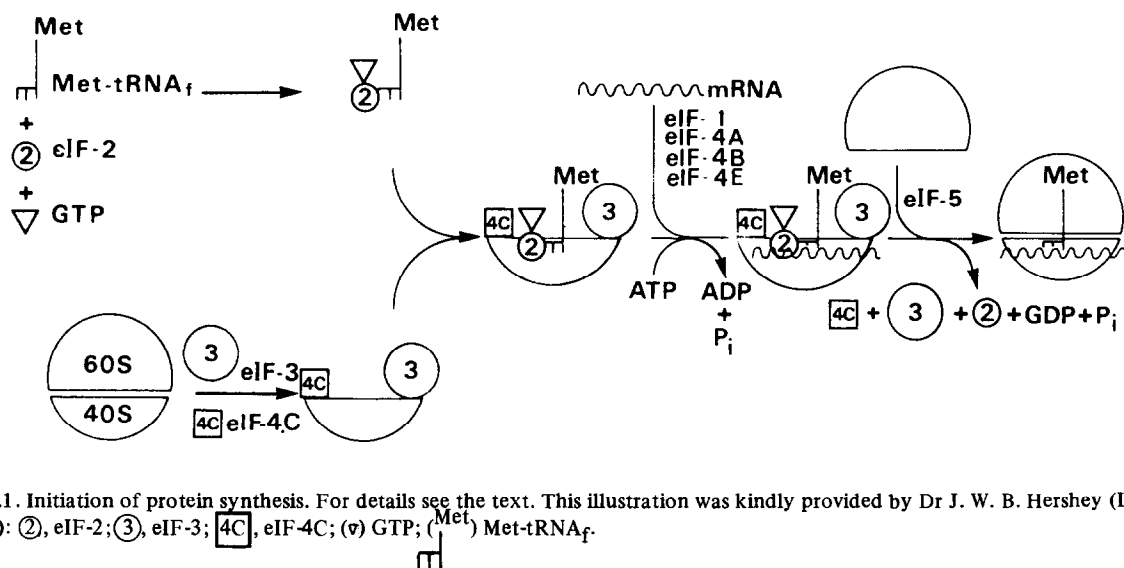 Met
Met
Met-tRNAf
+
2 eIF-2
+
GTP
2
mRNA
eIF-1
eIF-4A
eIF-4B
eIF-4E
Met
4C
2
3
Met
4C
2
3
eIF-5
Met
ATP ADP
+
Pi
4C + 3 + 2 + GDP + Pi
60S
40S
3 eIF-3
4C eIF-4C
4C
3
.1. Initiation of protein synthesis. For details see the text. This illustration was kindly provided by Dr J. W. B. Hershey (I
): 2, eIF-2; 3, eIF-3; 4C, eIF-4C; (▿) GTP; (Met) Met-tRNAf.